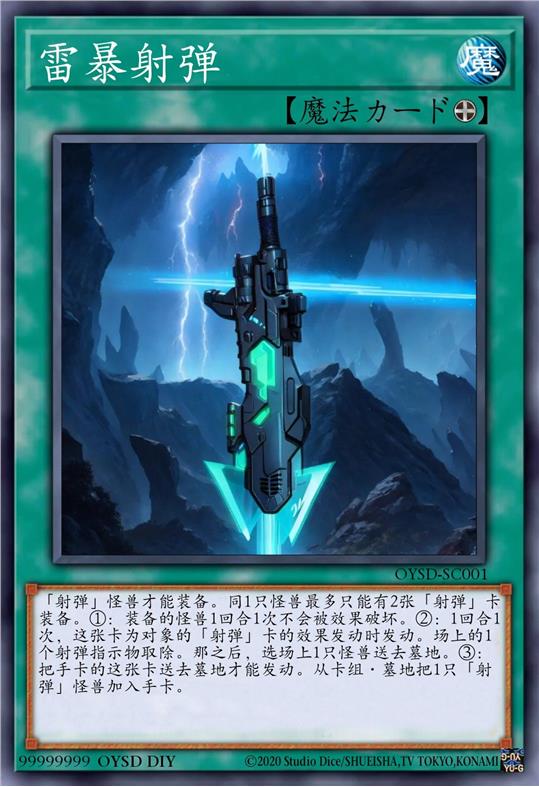 雷暴射弹
魔
【魔法カード】
OYSD-SC001
「射弹」怪兽才能装备。同1只怪兽最多只能有2张「射弹」卡
装备。①：装备的怪兽1回合1次不会被效果破坏。②：1回合1
次，这张卡为对象的「射弹」卡的效果发动时发动。场上的1
个射弹指示物取除。那之后，选场上1只怪兽送去墓地。③：
把手卡的这张卡送去墓地才能发动。从卡组·墓地把1只「射
弹」怪兽加入手卡。
99999999 OYSD DIY
©2020 Studio Dice/SHUEISHA,TV TOKYO,KONAMI
YU-G